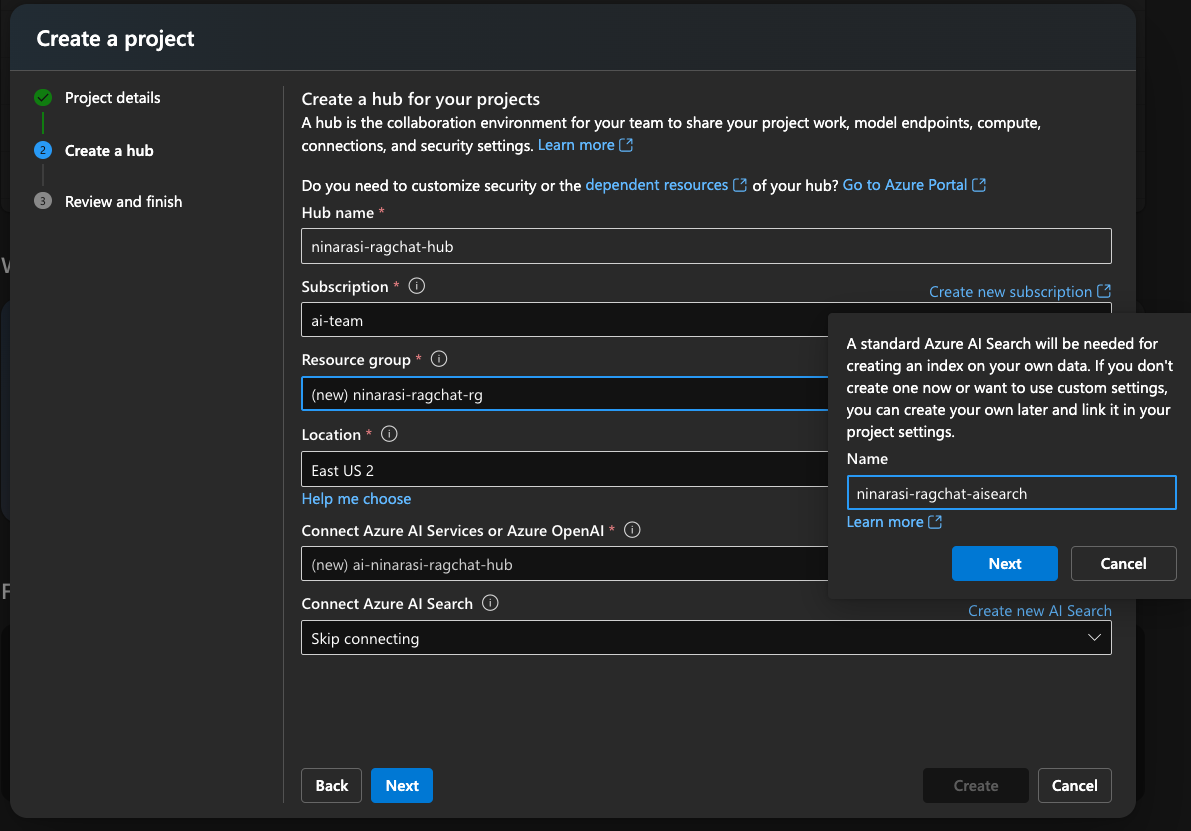 Create a project
Project details
2
Create a hub
3
Review and finish
Create a hub for your projects
A hub is the collaboration environment for your team to share your project work, model endpoints, compute,
connections, and security settings. Learn more
Do you need to customize security or the dependent resources of your hub? Go to Azure Portal
Hub name *
ninarasi-ragchat-hub
Subscription *
Create new subscription
ai-team
Resource group *
(new) ninarasi-ragchat-rg
Location *
East US 2
Help me choose
Connect Azure AI Services or Azure OpenAI *
(new) ai-ninarasi-ragchat-hub
Connect Azure AI Search
Create new AI Search
Skip connecting
A standard Azure AI Search will be needed for
creating an index on your own data. If you don't
create one now or want to use custom settings,
you can create your own later and link it in your
project settings.
Name
ninarasi-ragchat-aisearch
Learn more
Next
Cancel
Back
Next
Create
Cancel